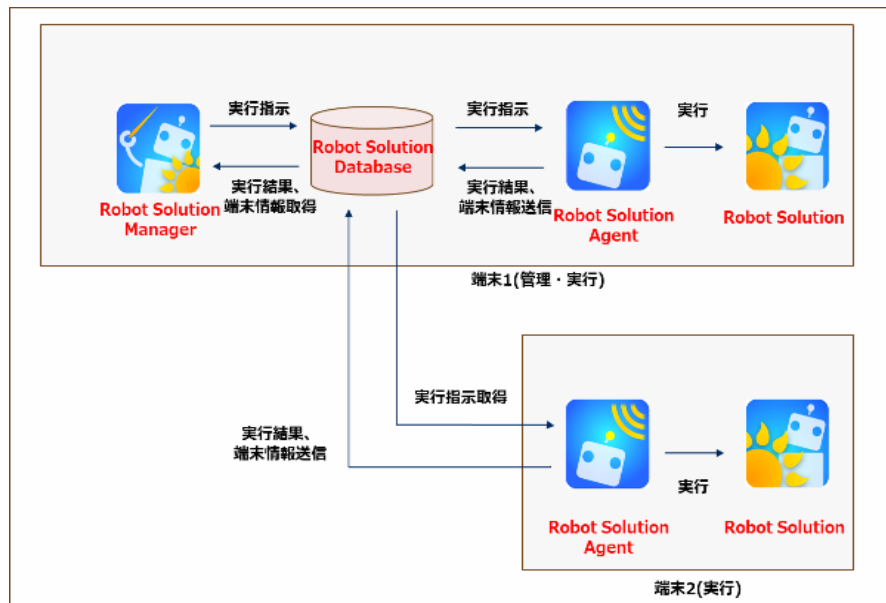 実行指示
実行指示
実行
Robot Solution
Database
実行結果、
端末情報取得
実行結果、
端末情報送信
Robot Solution
Manager
Robot Solution
Agent
Robot Solution
端末1(管理・実行)
実行指示取得
実行結果、
端末情報送信
実行
Robot Solution
Agent
Robot Solution
端末2(実行)